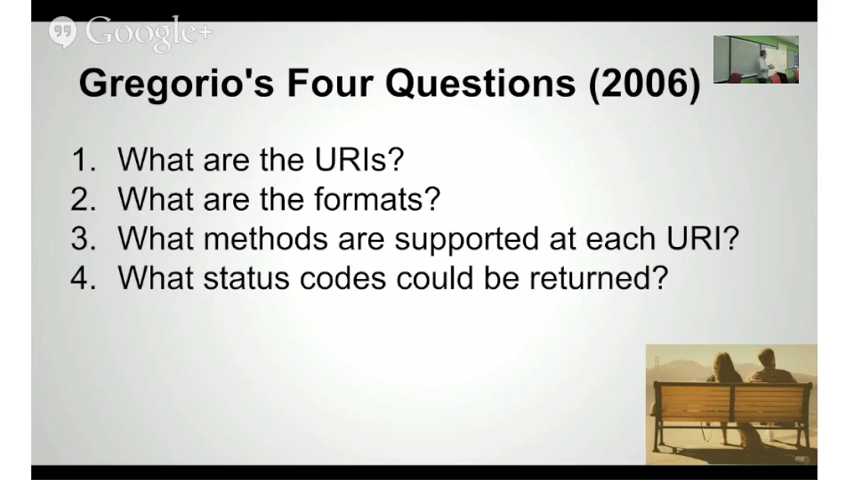 Google+
Gregorio's Four Questions (2006)
1. What are the URIs?
2. What are the formats?
3. What methods are supported at each URI?
4. What status codes could be returned?